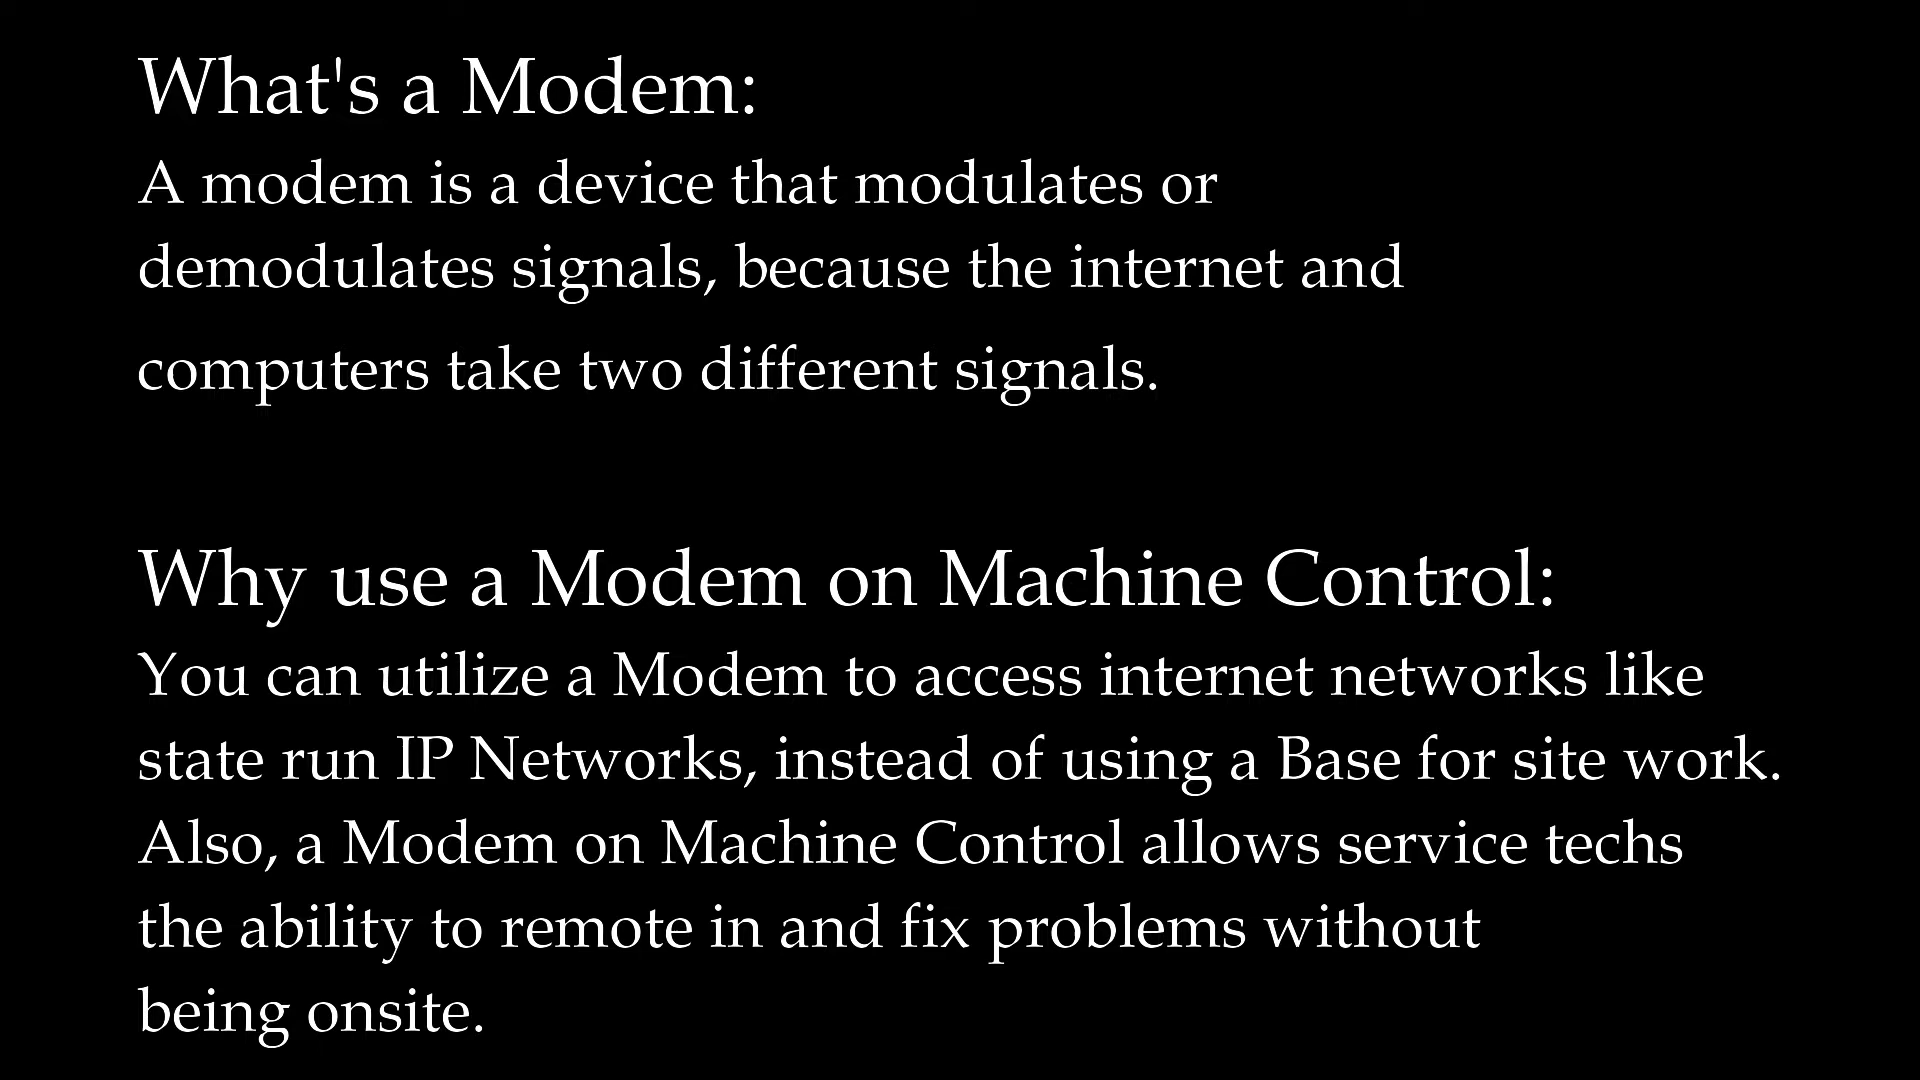 What's a Modem:
A modem is a device that modulates or
demodulates signals, because the internet and
computers take two different signals.
Why use a Modem on Machine Control:
You can utilize a Modem to access internet networks like
state run IP Networks, instead of using a Base for site work.
Also, a Modem on Machine Control allows service techs
the ability to remote in and fix problems without
being onsite.